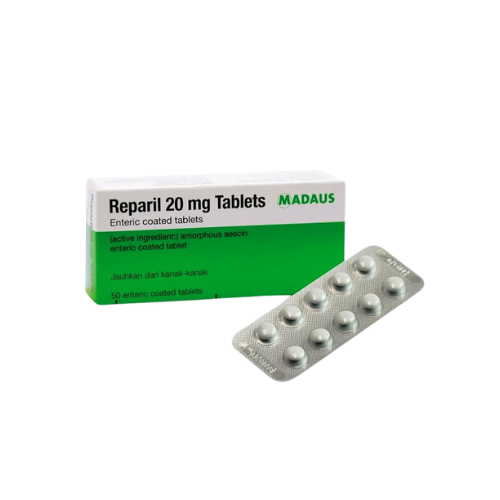 Reparil 20 mg Tablets
MADAUS
Enteric coated tablets
(active ingredient:) amorphous aescin
enteric coated tablet
Jauhkan dari kanak-kanak
50 enteric coated tablets